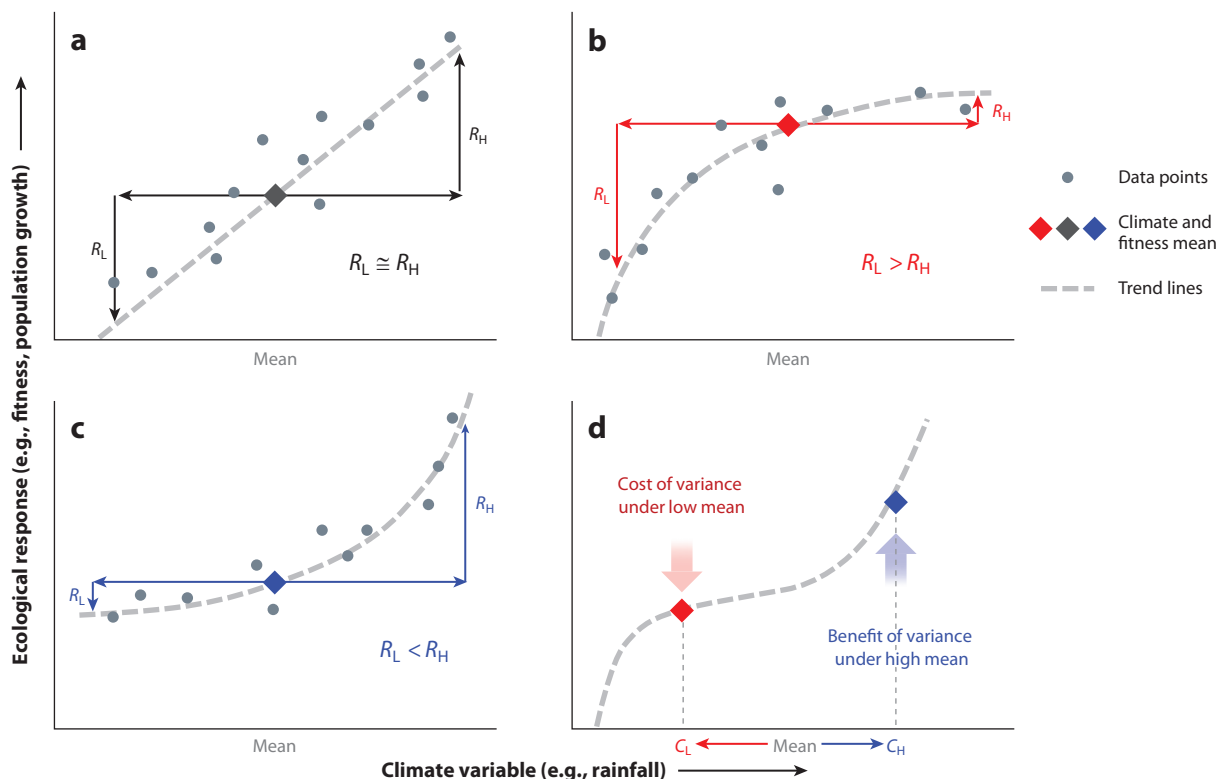 a
R_H
R_L
R_L ≅ R_H
Mean
b
R_H
R_L
R_L > R_H
Mean
Data points
Climate and
fitness mean
Trend lines
Ecological response (e.g., fitness, population growth)
c
R_H
R_L
R_L < R_H
Mean
d
Cost of variance
under low mean
Benefit of variance
under high mean
C_L Mean C_H
Climate variable (e.g., rainfall)